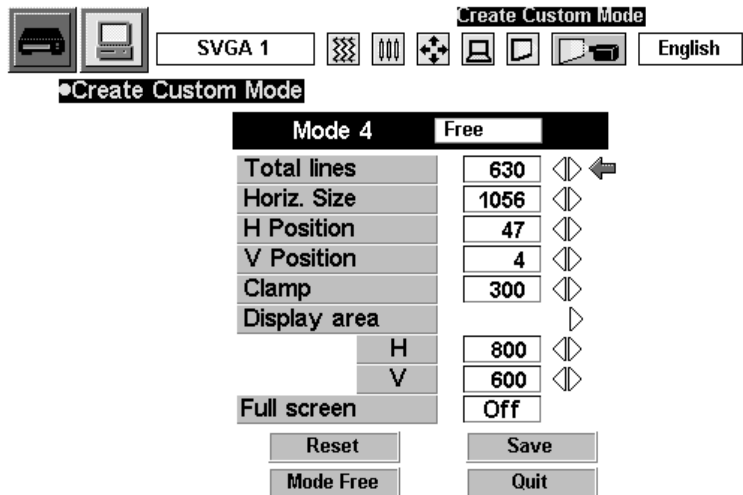 Create Custom Mode
SVGA 1 English
●Create Custom Mode
Mode 4 Free
Total lines 630
Horiz. Size 1056
H Position 47
V Position 4
Clamp 300
Display area
H 800
V 600
Full screen Off
Reset Save
Mode Free Quit